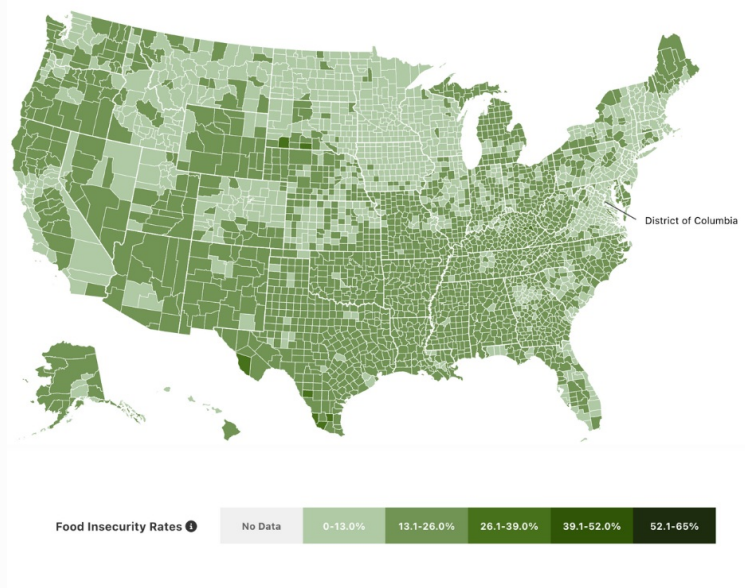 District of Columbia
Food Insecurity Rates
No Data
0-13.0%
13.1-26.0%
26.1-39.0%
39.1-52.0%
52.1-65%